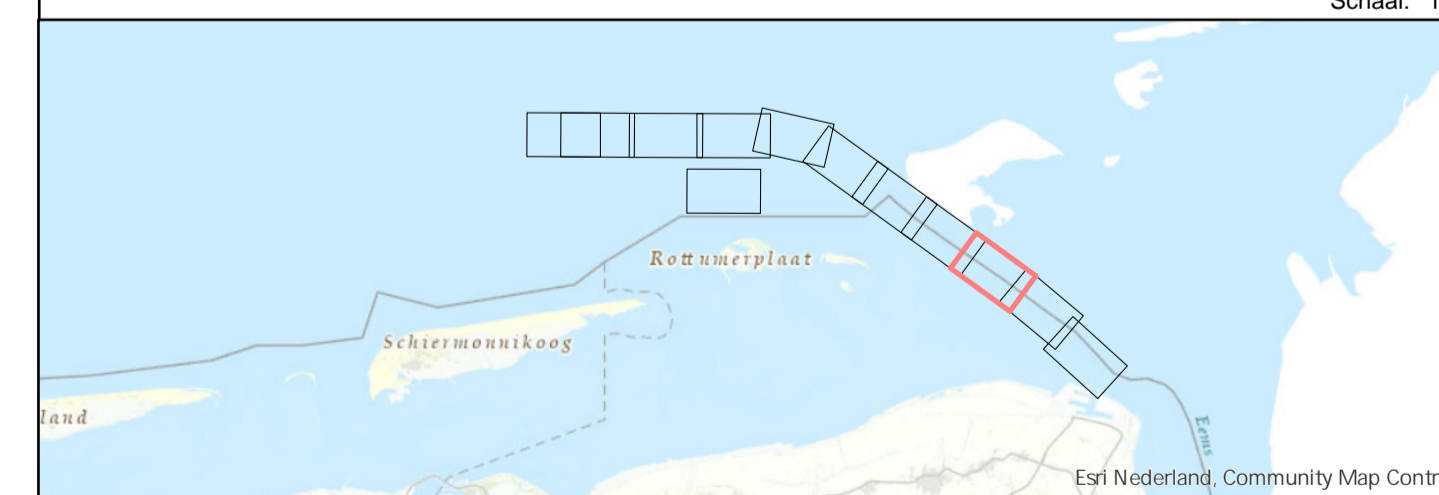 Schaal:
Rottumerplaat
Schiermonnikoog
land
Eems
Esri Nederland, Community Map Contr